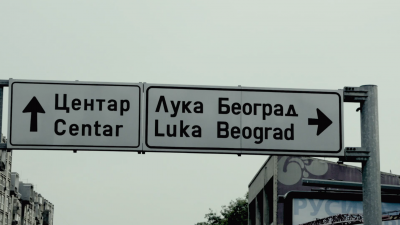 Центар
Centar
Лука Београд
Luka Beograd